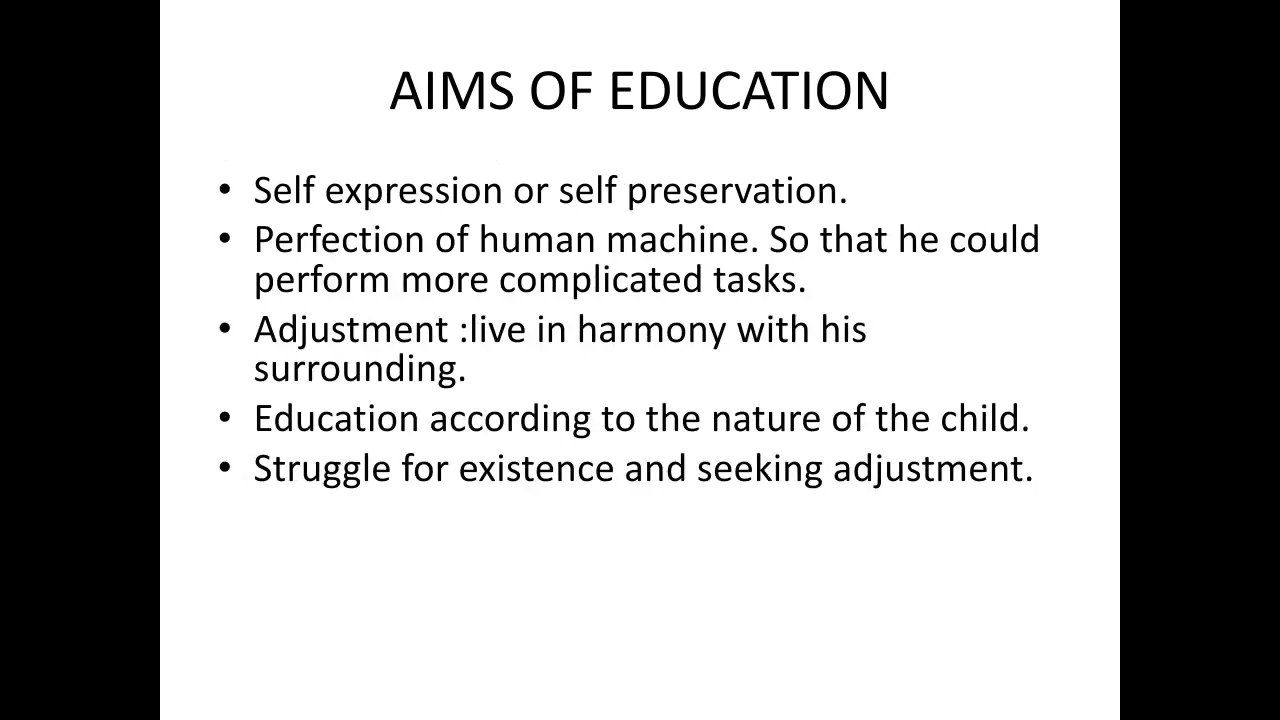 AIMS OF EDUCATION
• Self expression or self preservation.
• Perfection of human machine. So that he could
perform more complicated tasks.
• Adjustment :live in harmony with his
surrounding.
• Education according to the nature of the child.
• Struggle for existence and seeking adjustment.